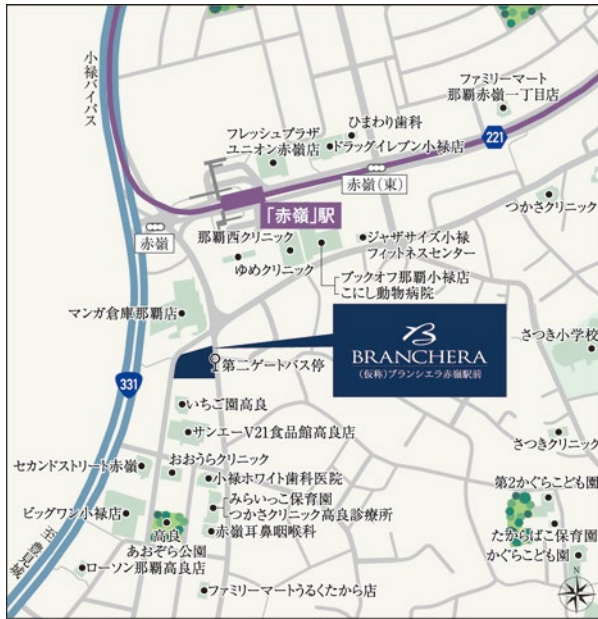 小禄バイパス
ファミリーマート
那覇赤嶺一丁目店
ひまわり歯科
フレッシュプラザ
ユニオン赤嶺店
ドラッグイレブン小禄店
221
赤嶺(東)
つかさクリニック
「赤嶺」駅
赤嶺
那覇西クリニック
ジャザサイズ小禄
フィットネスセンター
ゆめクリニック
ブックオフ那覇小禄店
こにし動物病院
マンガ倉庫那覇店
BRANCHERA
(仮称)ブランシエラ赤嶺駅前
さつき小学校
第二ゲートバス停
331
いちご園高良
サンエーV21食品館高良店
さつきクリニック
おおうらクリニック
セカンドストリート赤嶺
小禄ホワイト歯科医院
第2かぐらこども園
みらいっこ保育園
つかさクリニック高良診療所
ビッグワン小禄店
高良
あおぞら公園
赤嶺耳鼻咽喉科
たからばこ保育園
かぐらこども園
至豊見城
ローソン那覇高良店
ファミリーマートうるくたから店
N